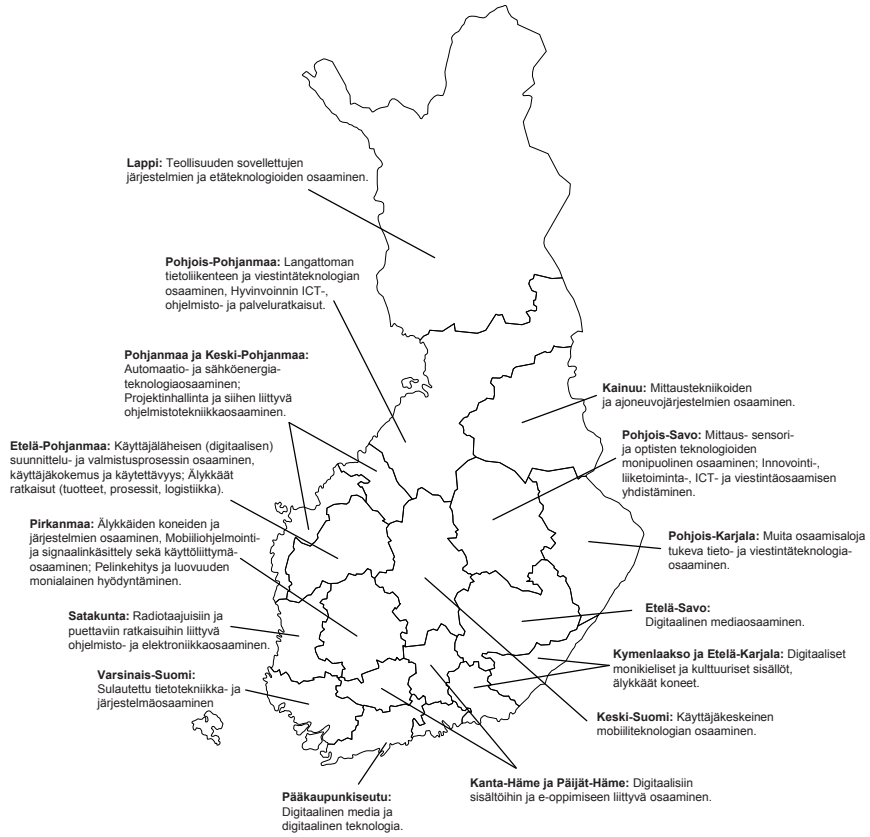 Lappi: Teollisuuden sovellettujen
järjestelmien ja etäteknologioiden osaaminen.
Pohjois-Pohjanmaa: Langattoman
tietoliikenteen ja viestintäteknologian
osaaminen, Hyvinvoinnin ICT-,
ohjelmisto- ja palveluratkaisut.
Pohjanmaa ja Keski-Pohjanmaa:
Automaatio- ja sähköenergia-
teknologiaosaaminen;
Projektinhallinta ja siihen liittyvä
ohjelmistotekniikkaosaaminen.
Etelä-Pohjanmaa: Käyttäjäläheisen (digitaalisen)
suunnittelu- ja valmistusprosessin osaaminen,
käyttäjäkokemus ja käytettävyys; Älykkäät
ratkaisut (tuotteet, prosessit, logistiikka).
Pirkanmaa: Älykkäiden koneiden ja
järjestelmien osaaminen, Mobiiliohjelmointi-
ja signaalinkäsittely sekä käyttöliittymä-
osaaminen; Pelinkehitys ja luovuuden
monialainen hyödyntäminen.
Satakunta: Radiotaajuisiin ja
puettaviin ratkaisuihin liittyvä
ohjelmisto- ja elektroniikkaosaaminen.
Varsinais-Suomi:
Sulautettu tietotekniikka- ja
järjestelmäosaaminen
Pääkaupunkiseutu:
Digitaalinen media ja
digitaalinen teknologia.
Kainuu: Mittaustekniikoiden
ja ajoneuvojärjestelmien osaaminen.
Pohjois-Savo: Mittaus- sensori-
ja optisten teknologioiden
monipuolinen osaaminen; Innovointi-,
liiketoiminta-, ICT- ja viestintäosaamisen
yhdistäminen.
Pohjois-Karjala: Muita osaamisaloja
tukeva tieto- ja viestintäteknologia-
osaaminen.
Etelä-Savo:
Digitaalinen mediaosaaminen.
Kymenlaakso ja Etelä-Karjala: Digitaaliset
monikieliset ja kulttuuriset sisällöt,
älykkäät koneet.
Keski-Suomi: Käyttäjäkeskeinen
mobiiliteknologian osaaminen.
Kanta-Häme ja Päijät-Häme: Digitaalisiin
sisältöihin ja e-oppimiseen liittyvä osaaminen.